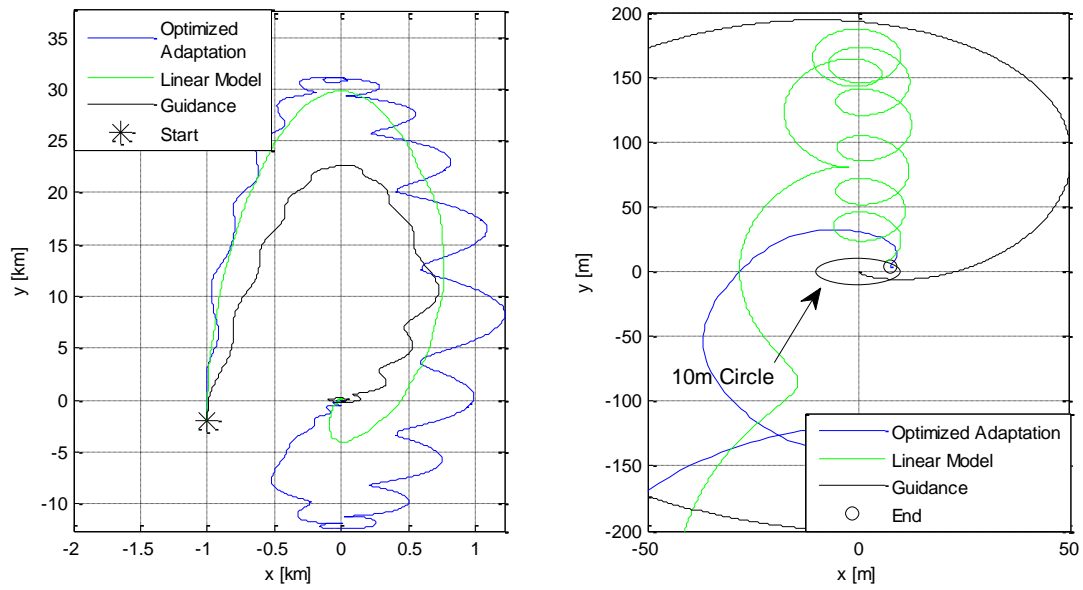 Optimized
Adaptation
Linear Model
Guidance
Start
35
30
25
20
15
10
5
0
-5
-10
y [km]
-2
-1.5
-1
-0.5
0
0.5
1
x [km]
200
150
100
50
0
-50
-100
-150
-200
y [m]
10m Circle
Optimized Adaptation
Linear Model
Guidance
End
-50
0
50
x [m]